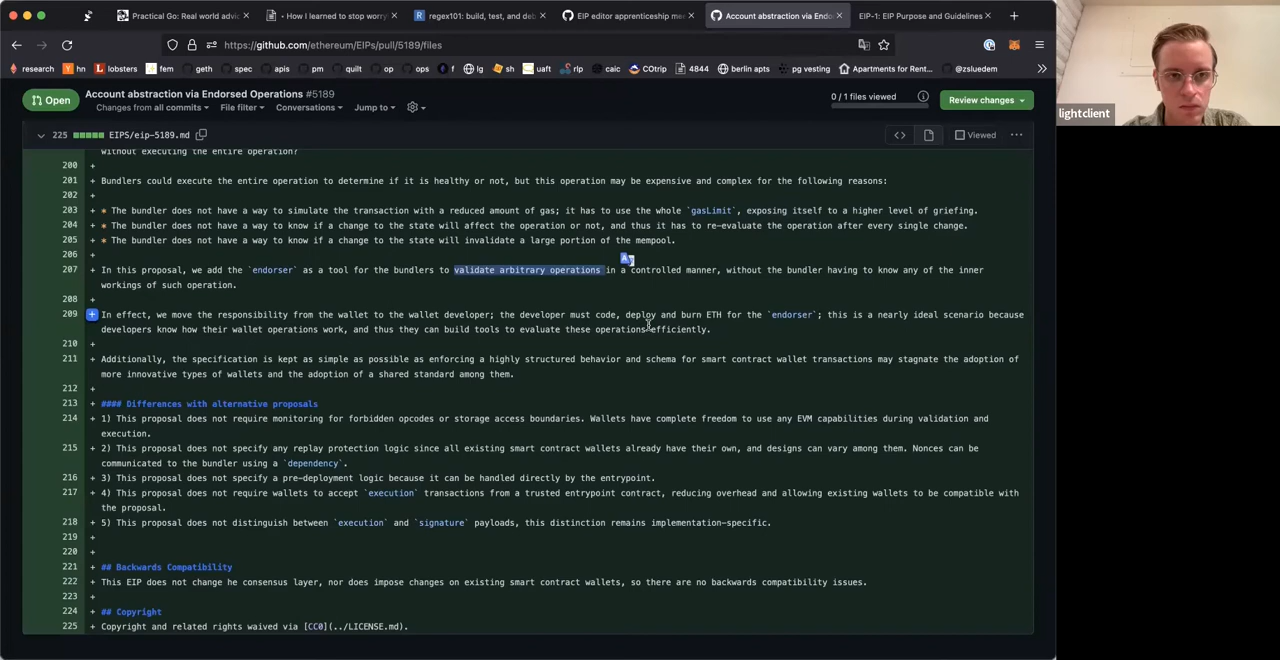 Practical Go: Real world advic
· How I learned to stop worry
regex101: build, test, and deb
EIP editor apprenticeship mee
Account abstraction via Endor
EIP-1: EIP Purpose and Guidelines
https://github.com/ethereum/EIPs/pull/5189/files
research
hn
lobsters
fem
geth
spec
apis
pm
quilt
op
ops
f
lg
sh
uaft
rlp
caic
COtrip
4844
berlin apts
pg vesting
Apartments for Rent...
@zsluedem
Open
Account abstraction via Endorsed Operations #5189
Changes from all commits
File filter
Conversations
Jump to
0 / 1 files viewed
Review changes
225 EIPS/eip-5189.md
Viewed
without executing the entire operation?
200 +
201 + Bundlers could execute the entire operation to determine if it is healthy or not, but this operation may be expensive and complex for the following reasons:
202 +
203 + * The bundler does not have a way to simulate the transaction with a reduced amount of gas; it has to use the whole `gasLimit`, exposing itself to a higher level of griefing.
204 + * The bundler does not have a way to know if a change to the state will affect the operation or not, and thus it has to re-evaluate the operation after every single change.
205 + * The bundler does not have a way to know if a change to the state will invalidate a large portion of the mempool.
206 +
207 + In this proposal, we add the `endorser` as a tool for the bundlers to validate arbitrary operations in a controlled manner, without the bundler having to know any of the inner
workings of such operation.
208 +
209 + In effect, we move the responsibility from the wallet to the wallet developer; the developer must code, deploy and burn ETH for the `endorser`; this is a nearly ideal scenario because
developers know how their wallet operations work, and thus they can build tools to evaluate these operations efficiently.
210 +
211 + Additionally, the specification is kept as simple as possible as enforcing a highly structured behavior and schema for smart contract wallet transactions may stagnate the adoption of
more innovative types of wallets and the adoption of a shared standard among them.
212 +
213 + #### Differences with alternative proposals
214 + 1) This proposal does not require monitoring for forbidden opcodes or storage access boundaries. Wallets have complete freedom to use any EVM capabilities during validation and
execution.
215 + 2) This proposal does not specify any replay protection logic since all existing smart contract wallets already have their own, and designs can vary among them. Nonces can be
communicated to the bundler using a `dependency`.
216 + 3) This proposal does not specify a pre-deployment logic because it can be handled directly by the entrypoint.
217 + 4) This proposal does not require wallets to accept `execution` transactions from a trusted entrypoint contract, reducing overhead and allowing existing wallets to be compatible with
the proposal.
218 + 5) This proposal does not distinguish between `execution` and `signature` payloads, this distinction remains implementation-specific.
219 +
220 +
221 + ## Backwards Compatibility
222 + This EIP does not change he consensus layer, nor does impose changes on existing smart contract wallets, so there are no backwards compatibility issues.
223 +
224 + ## Copyright
225 + Copyright and related rights waived via [CC0](../LICENSE.md).
lightclient